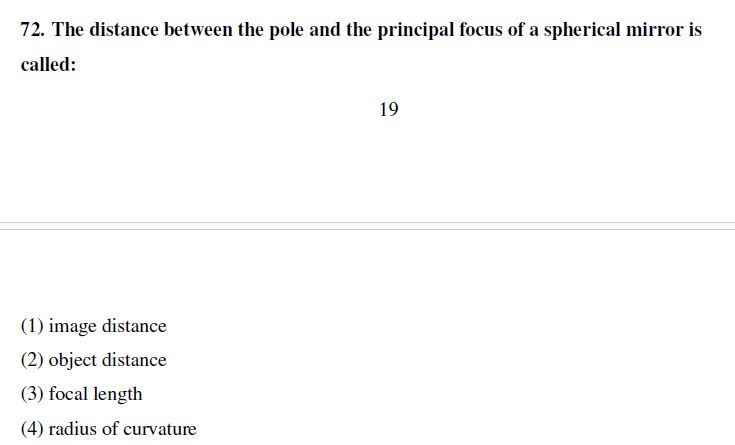 72. The distance between the pole and the principal focus of a spherical mirror is
called:
19
(1) image distance
(2) object distance
(3) focal length
(4) radius of curvature